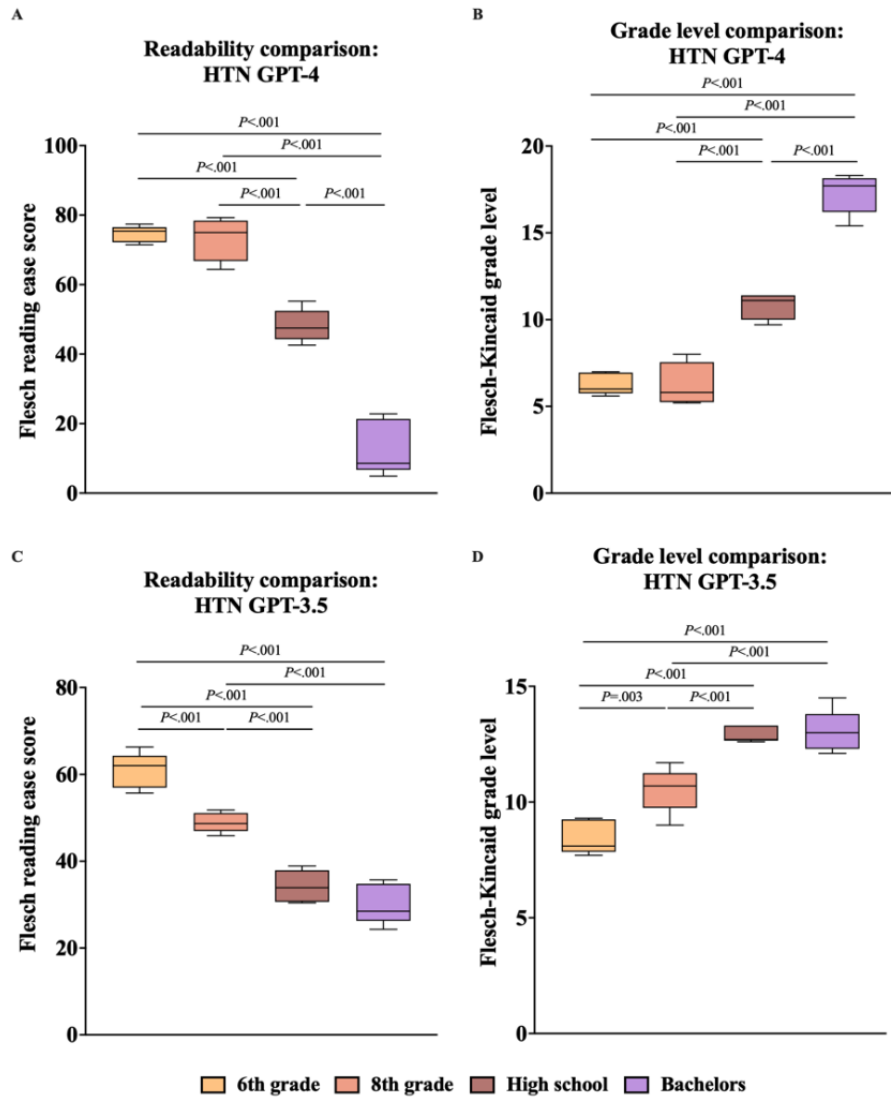 A
Readability comparison:
HTN GPT-4
P<.001
P<.001
P<.001
P<.001
P<.001
100
80
60
40
20
0
Flesch reading ease score
B
Grade level comparison:
HTN GPT-4
P<.001
P<.001
P<.001
P<.001
P<.001
20
15
10
5
0
Flesch-Kincaid grade level
C
Readability comparison:
HTN GPT-3.5
P<.001
P<.001
P<.001
P<.001
P<.001
80
60
40
20
0
Flesch reading ease score
D
Grade level comparison:
HTN GPT-3.5
P<.001
P<.001
P<.001
P=.003
P<.001
15
10
5
0
Flesch-Kincaid grade level
6th grade
8th grade
High school
Bachelors